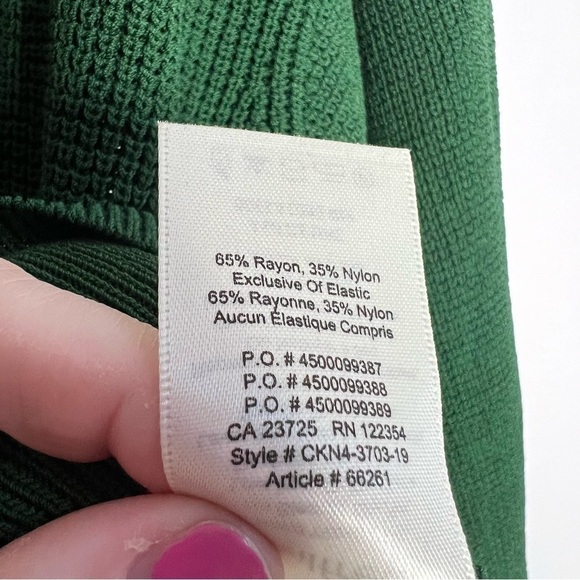 65% Rayon, 35% Nylon
Exclusive Of Elastic
65% Rayonne, 35% Nylon
Aucun Élastique Compris
P.O. # 4500099387
P.O. # 4500099388
P.O. # 4500099389
CA 23725 RN 122354
Style # CKN4-3703-19
Article # 66261